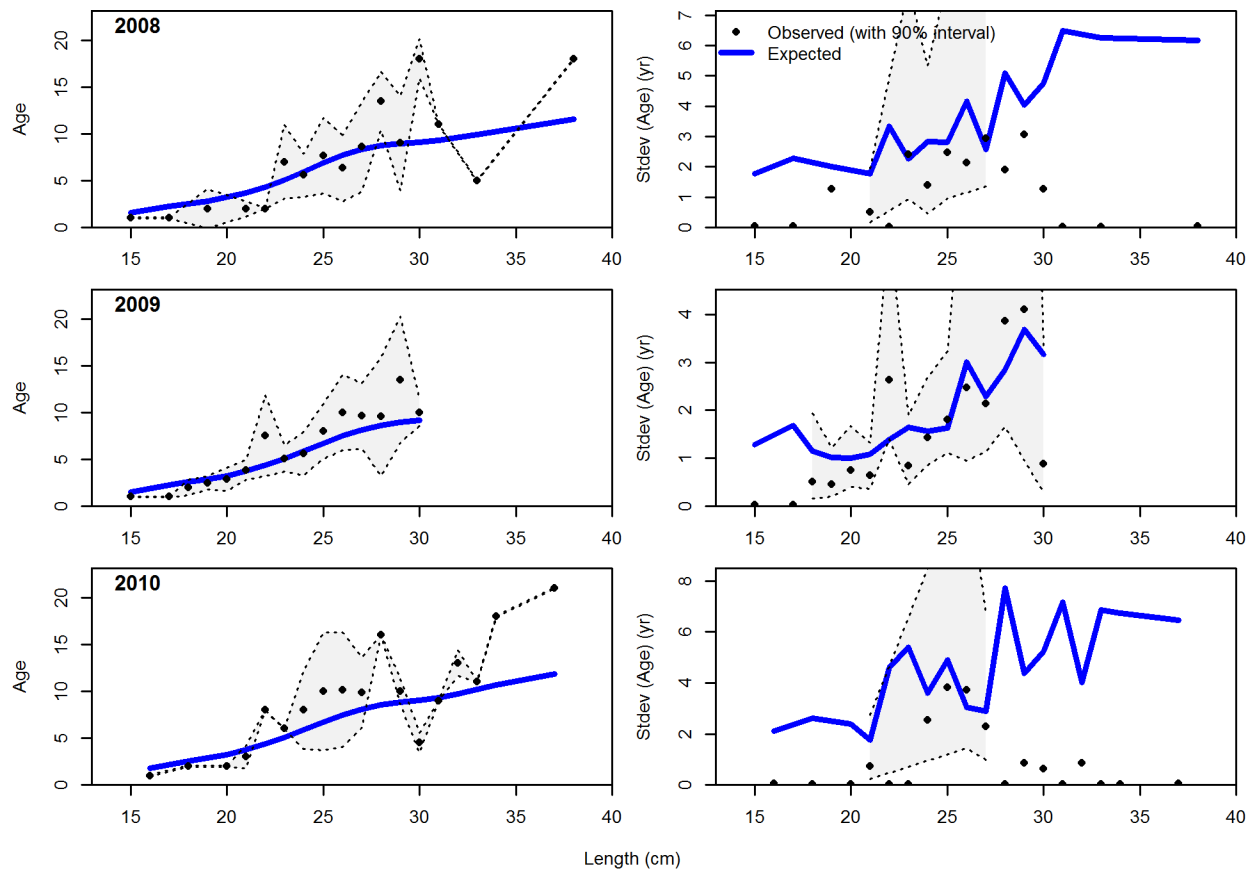 2008
Age
0 5 10 15 20
15 20 25 30 35 40
Observed (with 90% interval)
Expected
Stdev (Age) (yr)
0 1 2 3 4 5 6 7
15 20 25 30 35 40
2009
Age
0 5 10 15 20
15 20 25 30 35 40
Stdev (Age) (yr)
0 1 2 3 4
15 20 25 30 35 40
2010
Age
0 5 10 15 20
15 20 25 30 35 40
Stdev (Age) (yr)
0 2 4 6 8
15 20 25 30 35 40
Length (cm)